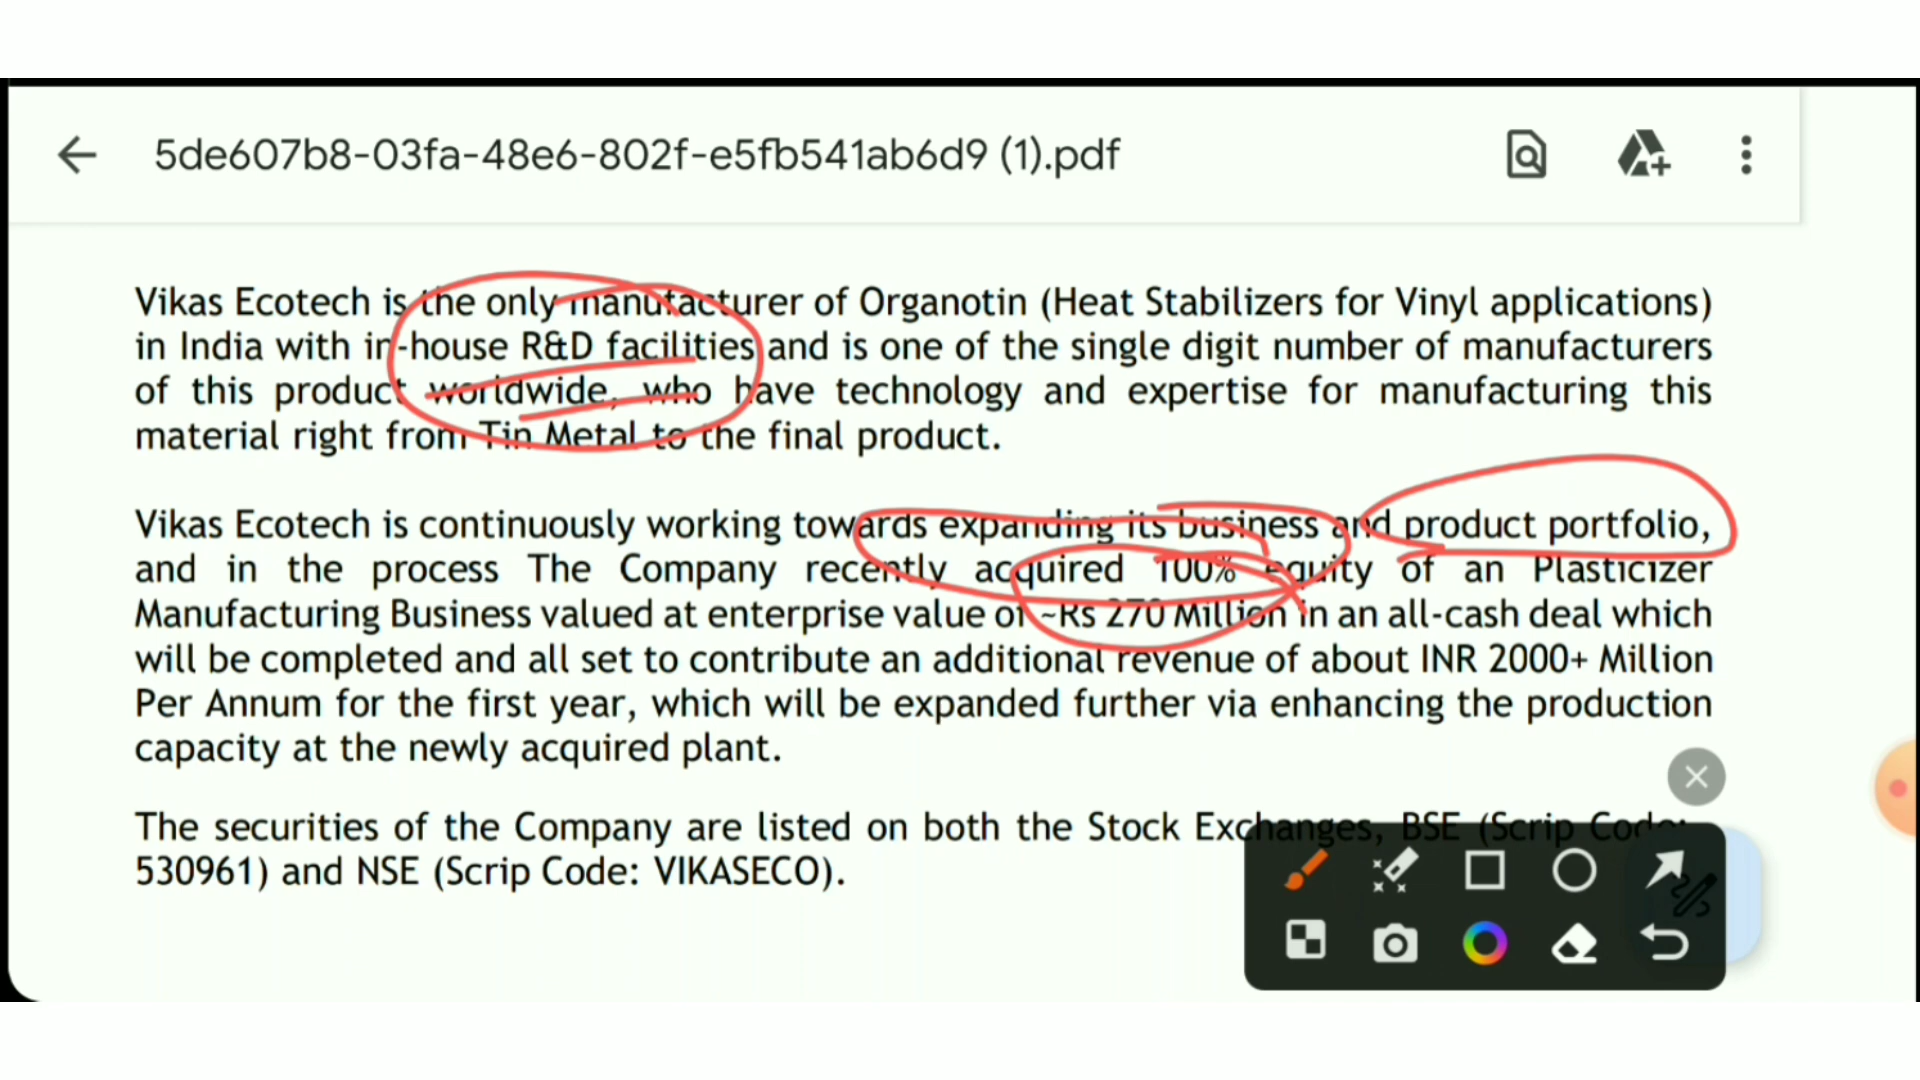 5de607b8-03fa-48e6-802f-e5fb541ab6d9 (1).pdf
Vikas Ecotech is the only manufacturer of Organotin (Heat Stabilizers for Vinyl applications)
in India with in-house R&D facilities and is one of the single digit number of manufacturers
of this product worldwide, who have technology and expertise for manufacturing this
material right from Tin Metal to the final product.
Vikas Ecotech is continuously working towards expanding its business and product portfolio,
and in the process The Company recently acquired 100% equity of an Plasticizer
Manufacturing Business valued at enterprise value of ~Rs 270 Million in an all-cash deal which
will be completed and all set to contribute an additional revenue of about INR 2000+ Million
Per Annum for the first year, which will be expanded further via enhancing the production
capacity at the newly acquired plant.
The securities of the Company are listed on both the Stock Exchanges, BSE (Scrip Code:
530961) and NSE (Scrip Code: VIKASECO).